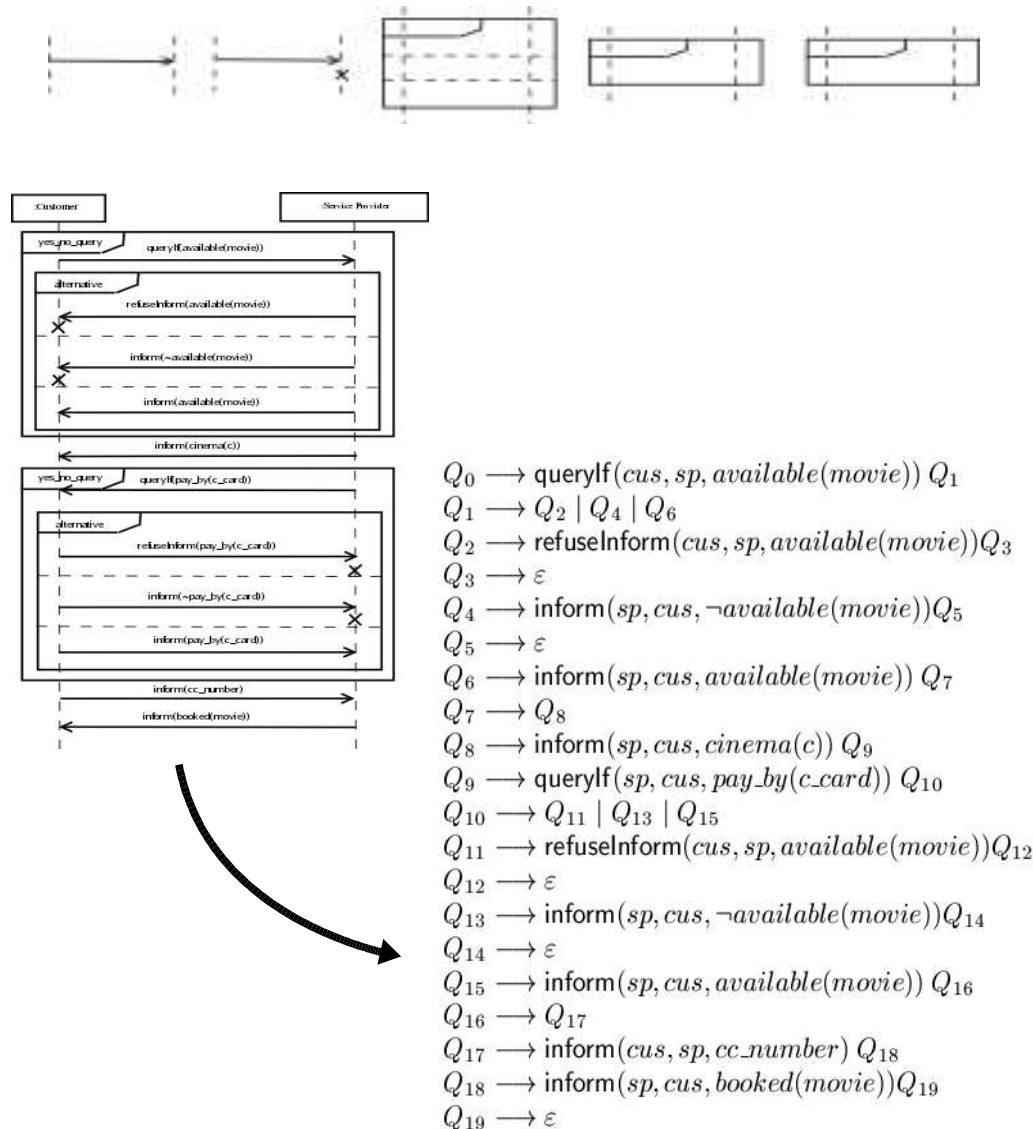 :Customer
:Service Provider
yes_no_query
queryIf(available(movie))
alternative
refuseInform(available(movie))
inform(~available(movie))
inform(available(movie))
inform(cinema(c))
yes_no_query
queryIf(pay_by(c_card))
alternative
refuseInform(pay_by(c_card))
inform(~pay_by(c_card))
inform(pay_by(c_card))
inform(cc_number)
inform(booked(movie))
Q₀ ⟶ queryIf(cus, sp, available(movie)) Q₁
Q₁ ⟶ Q₂ | Q₄ | Q₆
Q₂ ⟶ refuseInform(cus, sp, available(movie))Q₃
Q₃ ⟶ ε
Q₄ ⟶ inform(sp, cus, ¬available(movie))Q₅
Q₅ ⟶ ε
Q₆ ⟶ inform(sp, cus, available(movie)) Q₇
Q₇ ⟶ Q₈
Q₈ ⟶ inform(sp, cus, cinema(c)) Q₉
Q₉ ⟶ queryIf(sp, cus, pay_by(c_card)) Q₁₀
Q₁₀ ⟶ Q₁₁ | Q₁₃ | Q₁₅
Q₁₁ ⟶ refuseInform(cus, sp, available(movie))Q₁₂
Q₁₂ ⟶ ε
Q₁₃ ⟶ inform(sp, cus, ¬available(movie))Q₁₄
Q₁₄ ⟶ ε
Q₁₅ ⟶ inform(sp, cus, available(movie)) Q₁₆
Q₁₆ ⟶ Q₁₇
Q₁₇ ⟶ inform(cus, sp, cc_number) Q₁₈
Q₁₈ ⟶ inform(sp, cus, booked(movie))Q₁₉
Q₁₉ ⟶ ε